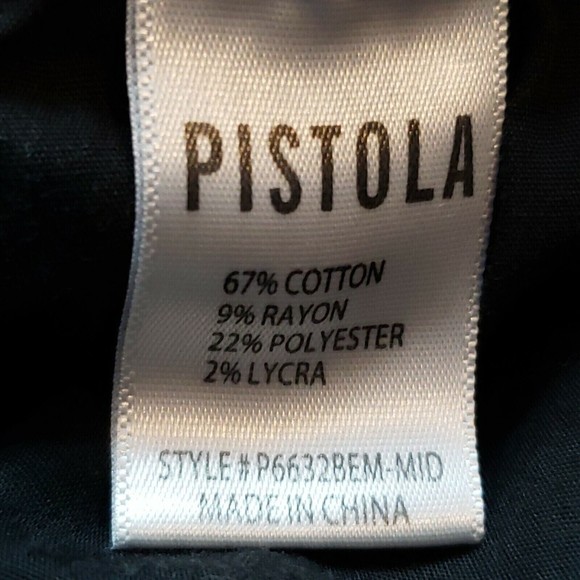 PISTOLA
67% COTTON
9% RAYON
22% POLYESTER
2% LYCRA
STYLE # P6632BEM-MID
MADE IN CHINA